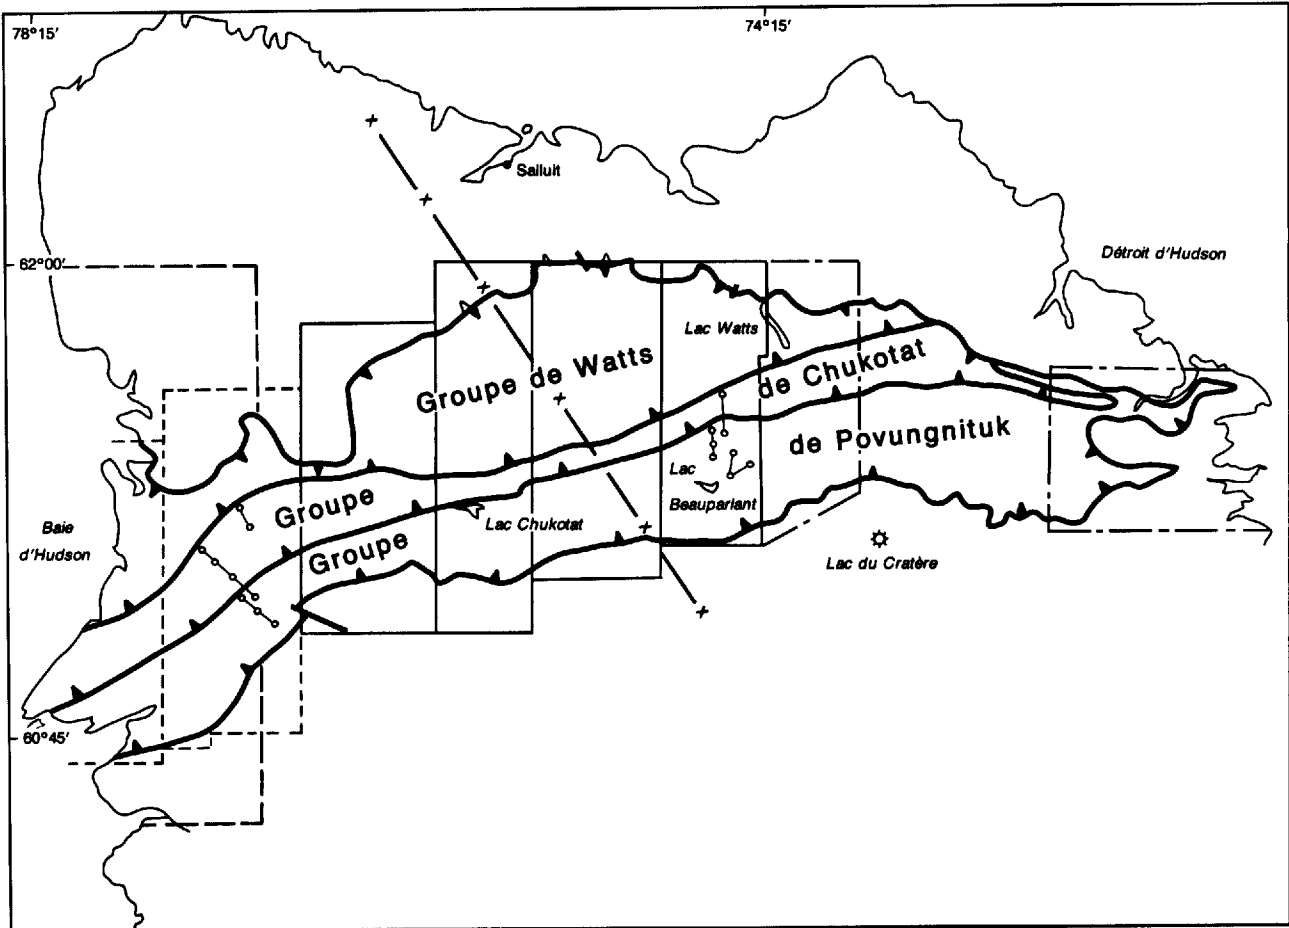 78°15'
74°15'
Salluit
62°00'
Détroit d'Hudson
Lac Watts
Groupe de Watts
de Chukotat
de Povungnituk
Lac
Beauparlant
Groupe
Lac Chukotat
Groupe
Baie
d'Hudson
Lac du Cratère
60°45'